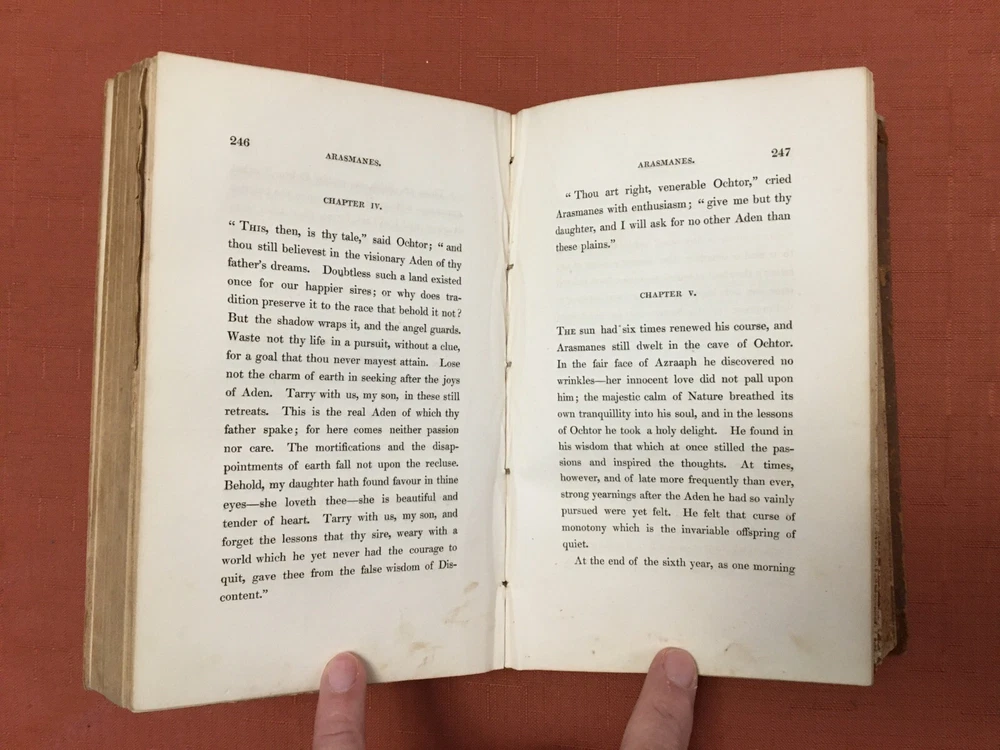 246
ARASMANES.
CHAPTER IV.
“ THIS, then, is thy tale,” said Ochtor; “ and
thou still believest in the visionary Aden of thy
father's dreams. Doubtless such a land existed
once for our happier sires; or why does tra-
dition preserve it to the race that behold it not?
But the shadow wraps it, and the angel guards.
Waste not thy life in a pursuit, without a clue,
for a goal that thou never mayest attain. Lose
not the charm of earth in seeking after the joys
of Aden. Tarry with us, my son, in these still
retreats. This is the real Aden of which thy
father spake; for here comes neither passion
nor care. The mortifications and the disap-
pointments of earth fall not upon the recluse.
Behold, my daughter hath found favour in thine
eyes—she loveth thee—she is beautiful and
tender of heart. Tarry with us, my son, and
forget the lessons that thy sire, weary with a
world which he yet never had the courage to
quit, gave thee from the false wisdom of Dis-
content.”
ARASMANES.
247
“ Thou art right, venerable Ochtor,” cried
Arasmanes with enthusiasm; “ give me but thy
daughter, and I will ask for no other Aden than
these plains.”
CHAPTER V.
THE sun had six times renewed his course, and
Arasmanes still dwelt in the cave of Ochtor.
In the fair face of Azraaph he discovered no
wrinkles—her innocent love did not pall upon
him; the majestic calm of Nature breathed its
own tranquillity into his soul, and in the lessons
of Ochtor he took a holy delight. He found in
his wisdom that which at once stilled the pas-
sions and inspired the thoughts. At times,
however, and of late more frequently than ever,
strong yearnings after the Aden he had so vainly
pursued were yet felt. He felt that curse of
monotony which is the invariable offspring of
quiet.
At the end of the sixth year, as one morning